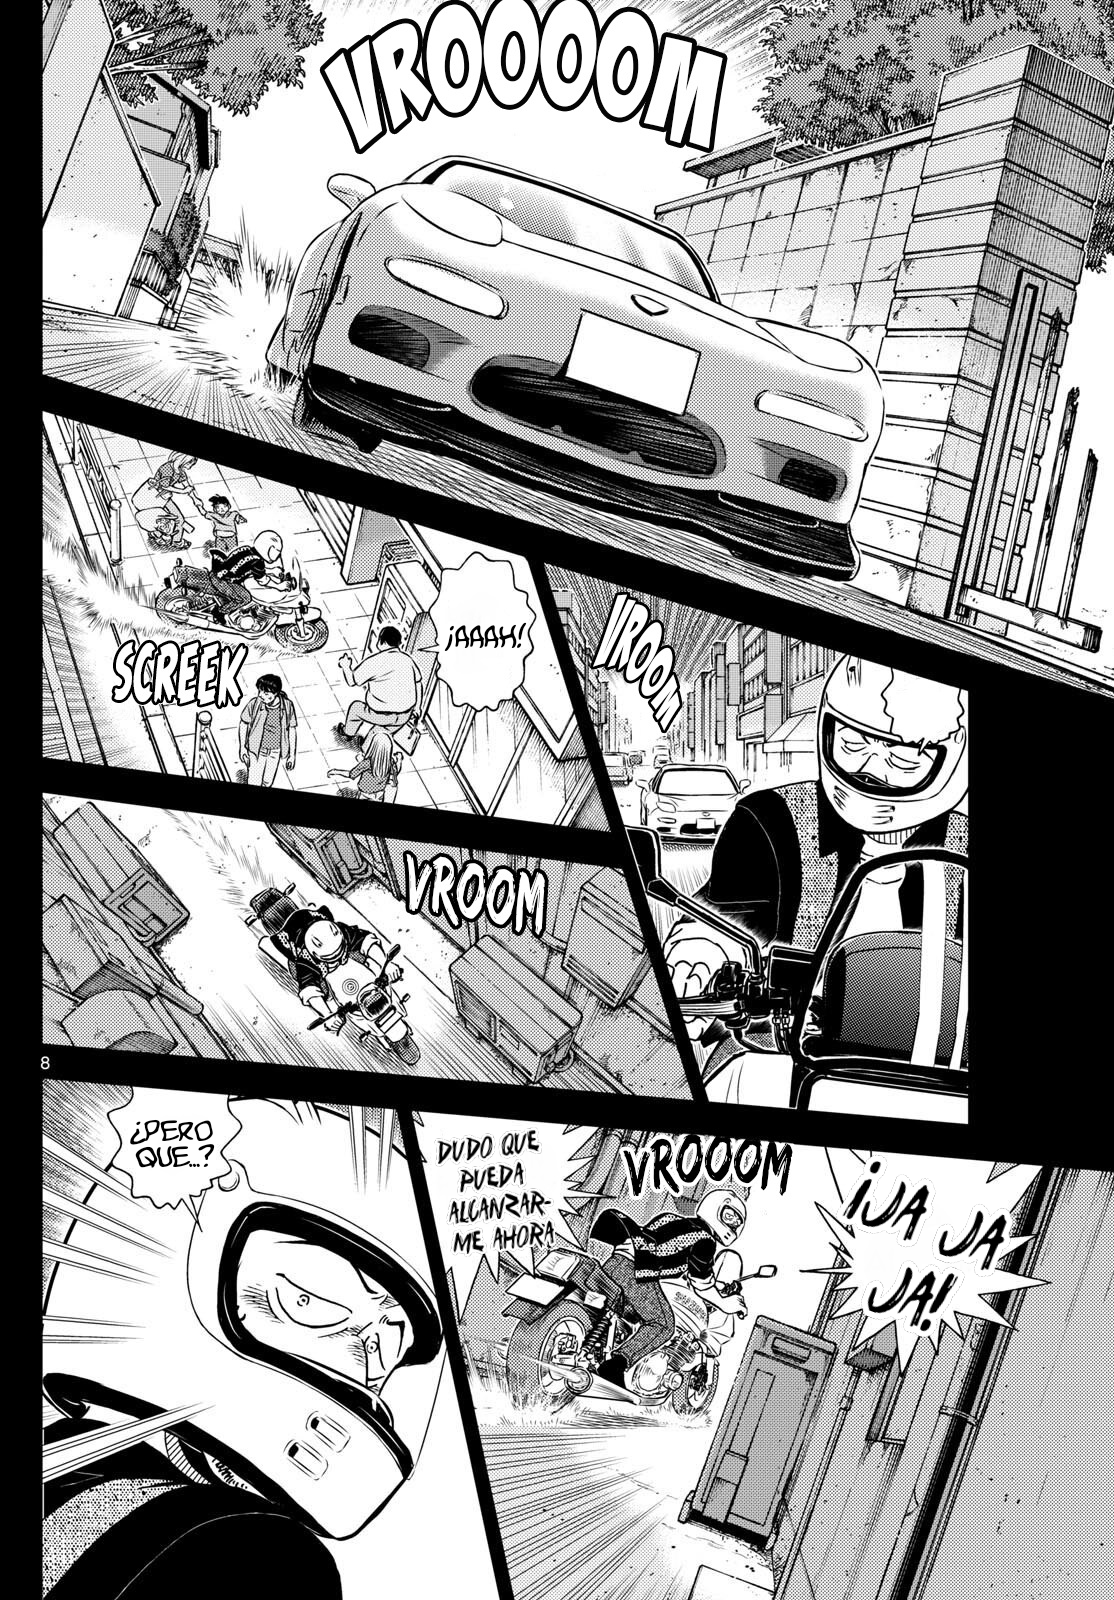 VROOOOM
VROOM
¡AAAH!
SCREEK
VROOM
8
¡JA JA
JA!
VROOOM
DUDO QUE
PUEDA
ALCANZAR-
ME AHORA
¿PERO
QUE...?